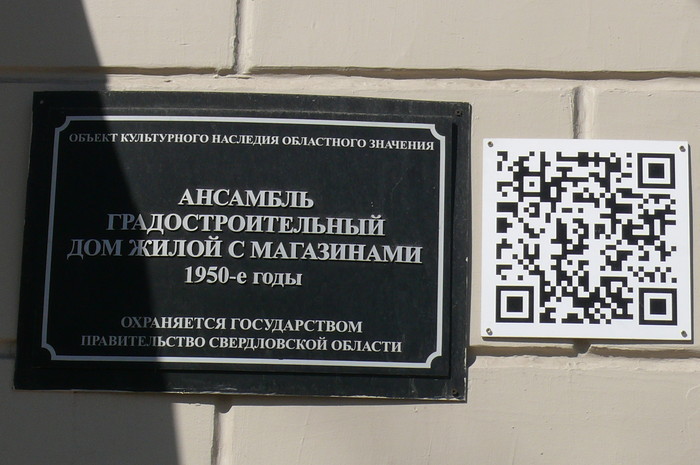 ОБЪЕКТ КУЛЬТУРНОГО НАСЛЕДИЯ ОБЛАСТНОГО ЗНАЧЕНИЯ
АНСАМБЛЬ
ГРАДОСТРОИТЕЛЬНЫЙ
ДОМ ЖИЛОЙ С МАГАЗИНАМИ
1950-е годы
ОХРАНЯЕТСЯ ГОСУДАРСТВОМ
ПРАВИТЕЛЬСТВО СВЕРДЛОВСКОЙ ОБЛАСТИ